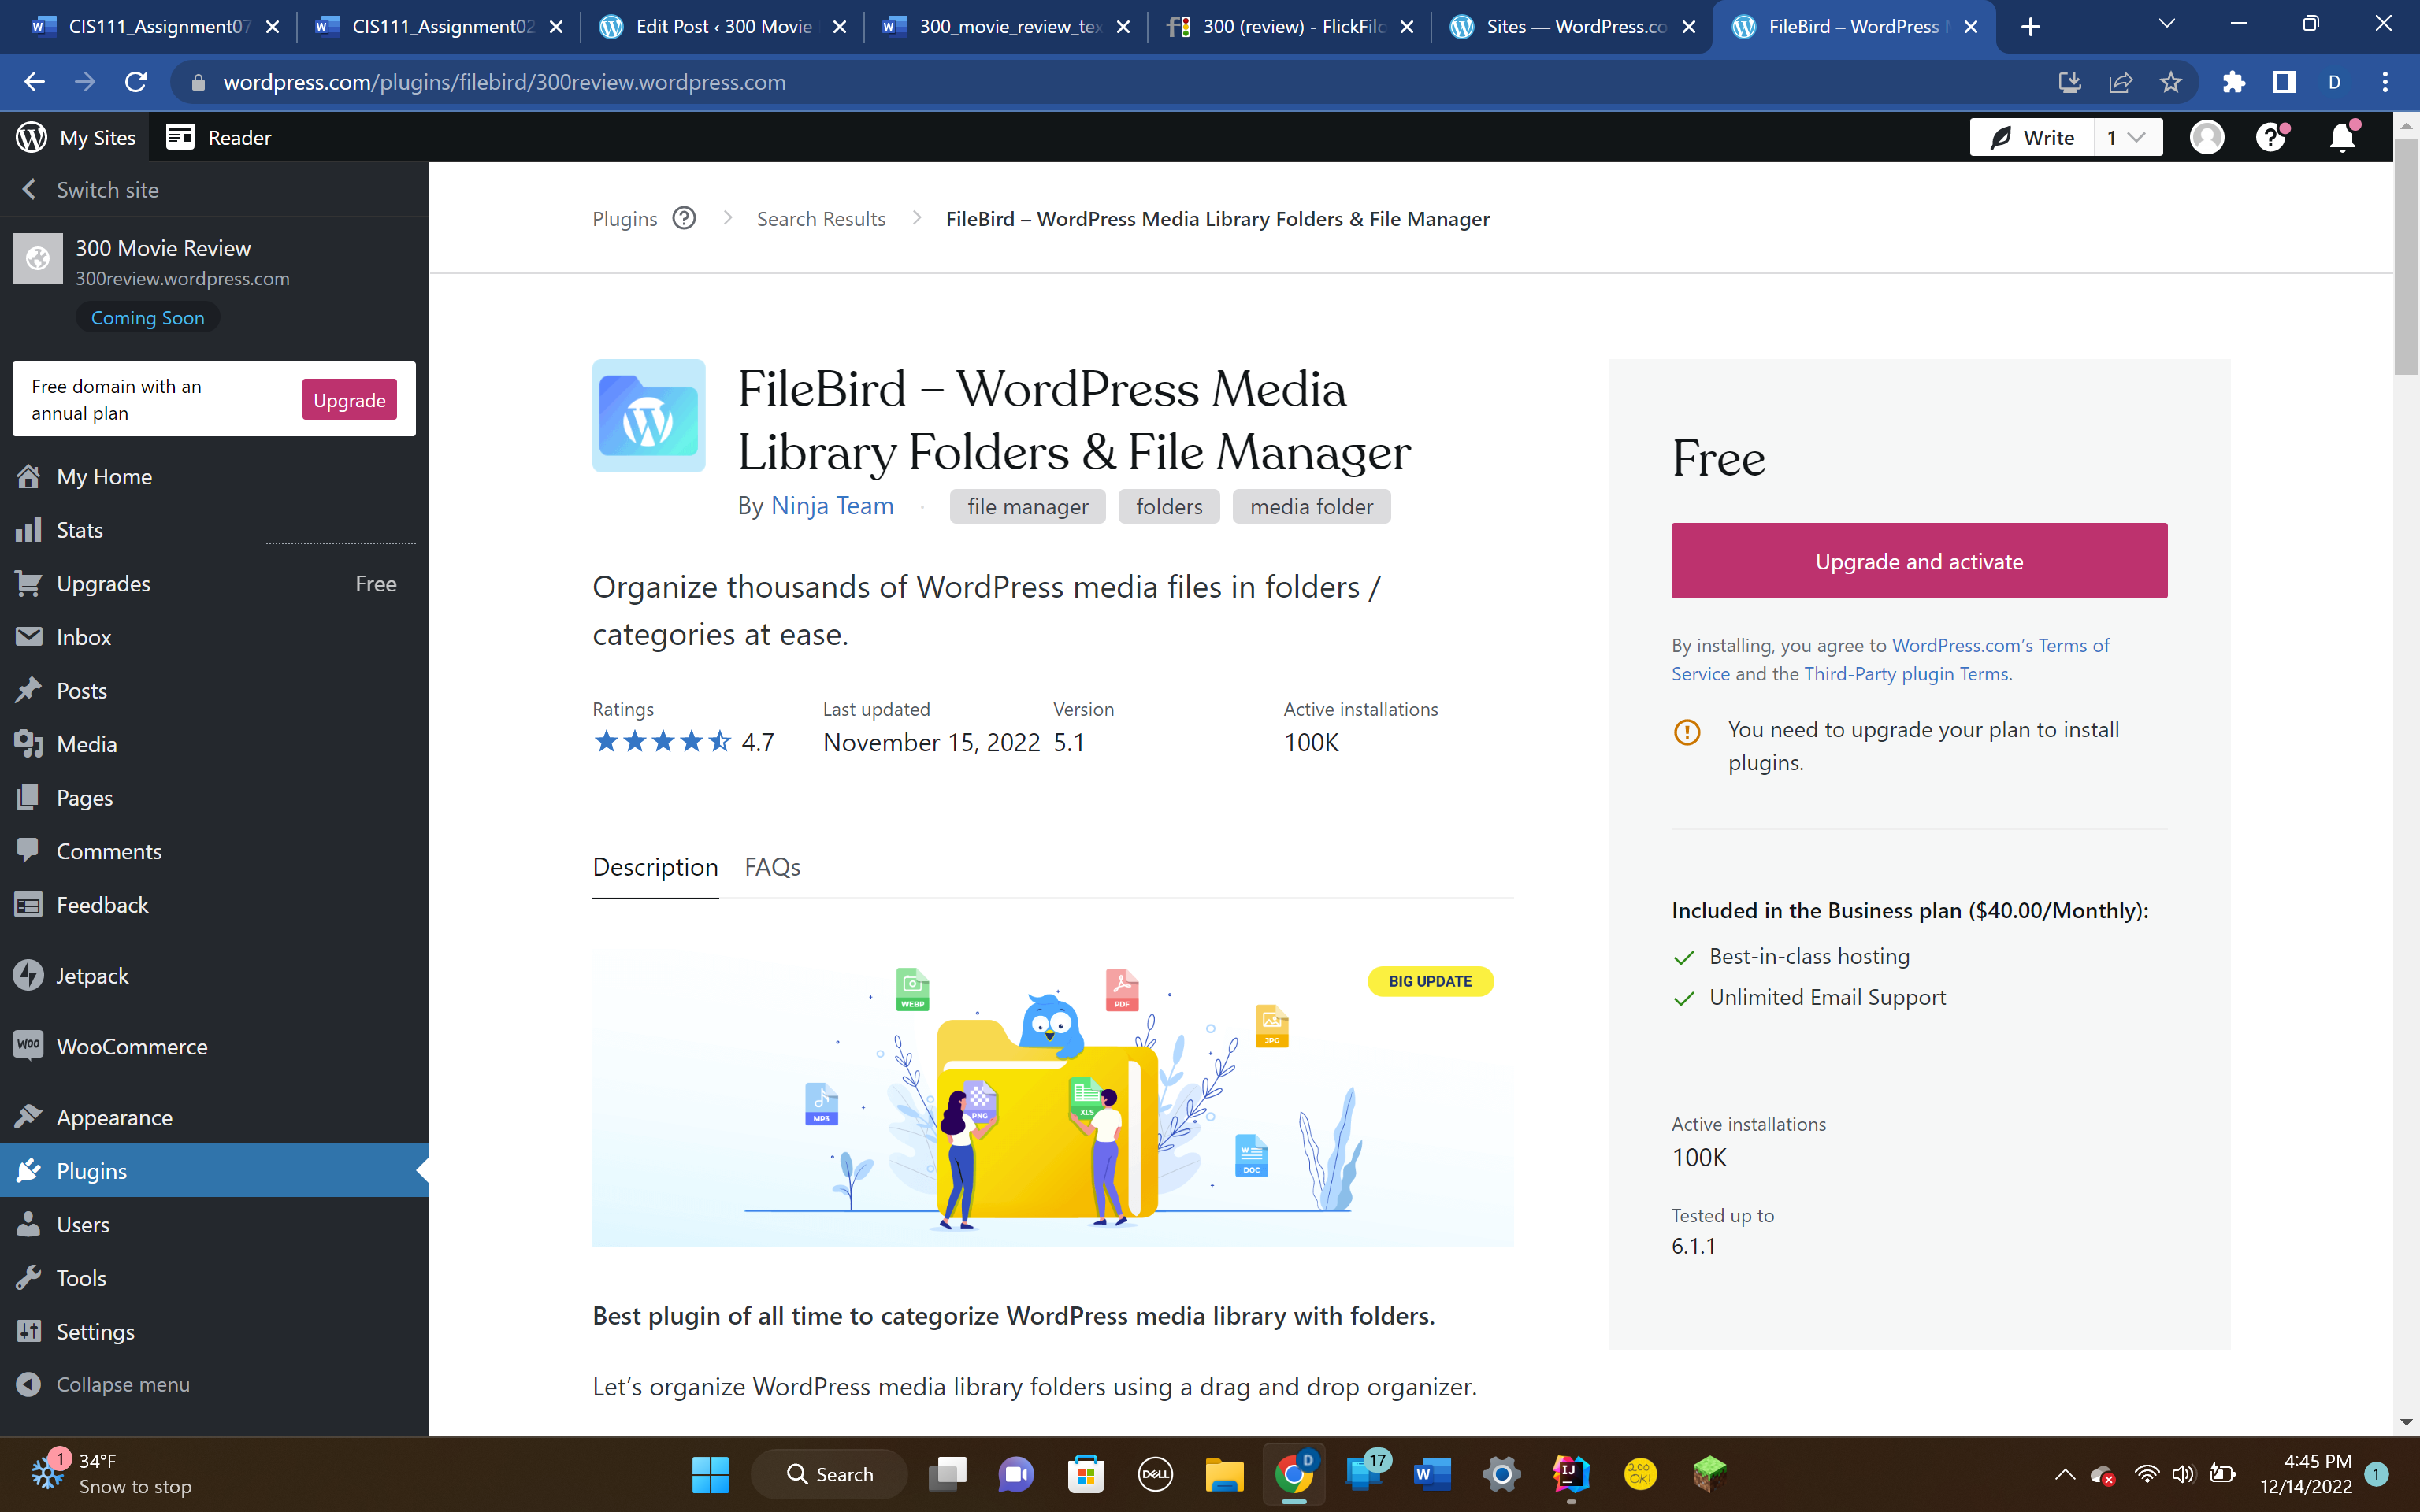 CIS111_Assignment07
CIS111_Assignment02
Edit Post ‹ 300 Movie
300_movie_review_tex
300 (review) - FlickFilo
Sites — WordPress.co
FileBird – WordPress
wordpress.com/plugins/filebird/300review.wordpress.com
D
My Sites
Reader
Write
1
Switch site
300 Movie Review
300review.wordpress.com
Coming Soon
Free domain with an
annual plan
Upgrade
My Home
Stats
Upgrades
Free
Inbox
Posts
Media
Pages
Comments
Feedback
Jetpack
WOO
WooCommerce
Appearance
Plugins
Users
Tools
Settings
Collapse menu
Plugins
Search Results
FileBird – WordPress Media Library Folders & File Manager
FileBird – WordPress Media
Library Folders & File Manager
By Ninja Team
file manager
folders
media folder
Organize thousands of WordPress media files in folders /
categories at ease.
Ratings
4.7
Last updated
November 15, 2022
Version
5.1
Active installations
100K
Description
FAQs
BIG UPDATE
WEBP
PDF
JPG
MP3
PNG
XLS
W
DOC
Best plugin of all time to categorize WordPress media library with folders.
Let’s organize WordPress media library folders using a drag and drop organizer.
Free
Upgrade and activate
By installing, you agree to WordPress.com’s Terms of
Service and the Third-Party plugin Terms.
You need to upgrade your plan to install
plugins.
Included in the Business plan ($40.00/Monthly):
Best-in-class hosting
Unlimited Email Support
Active installations
100K
Tested up to
6.1.1
1
34°F
Snow to stop
Search
DELL
D
17
W
IJ
200
OK!
4:45 PM
12/14/2022
1